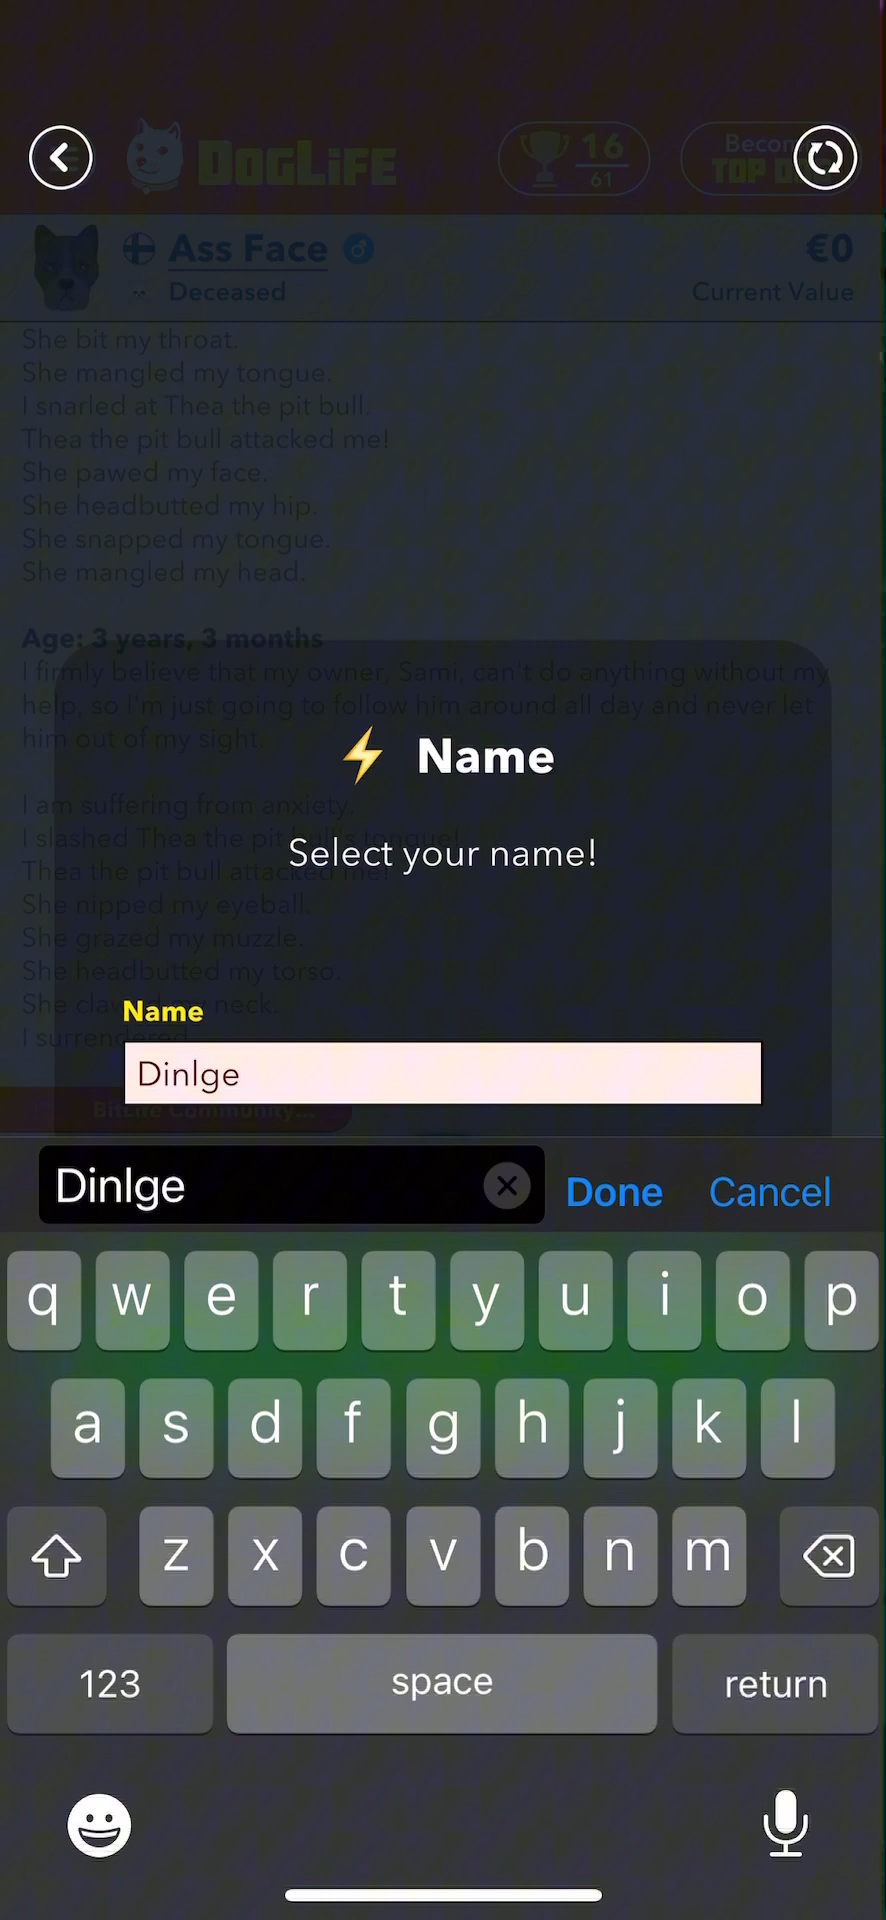 DOGLIFE
16
61
TOP
Ass Face
€0
Deceased
Current Value
She bit my throat.
She mangled my tongue.
I snarled at Thea the pit bull.
Thea the pit bull attacked me!
She pawed my face.
She headbutted my hip.
She snapped my tongue.
She mangled my head.
Age: 3 years, 3 months
I firmly believe that my owner, Sami, can't do anything without my
help, so I'm just going to follow him around all day and never let
him out of my sight.
Name
I am suffering from anxiety.
I slashed Thea the pit bull's tongue!
Select your name!
Thea the pit bull attacked me!
She nipped my eyeball.
She grazed my muzzle.
She headbutted my torso.
She neck.
Name
I surrendered.
Dinlge
BitLife Community...
Dinlge
Done Cancel
q w e r t y u i o p
a s d f g h j k l
z x c v b n m
123 space return